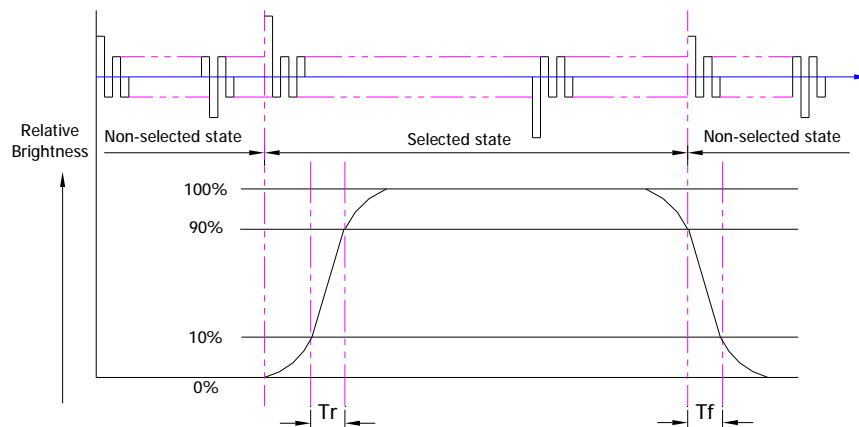 Relative
Brightness
Non-selected state
Selected state
Non-selected state
100%
90%
10%
0%
Tr
Tf